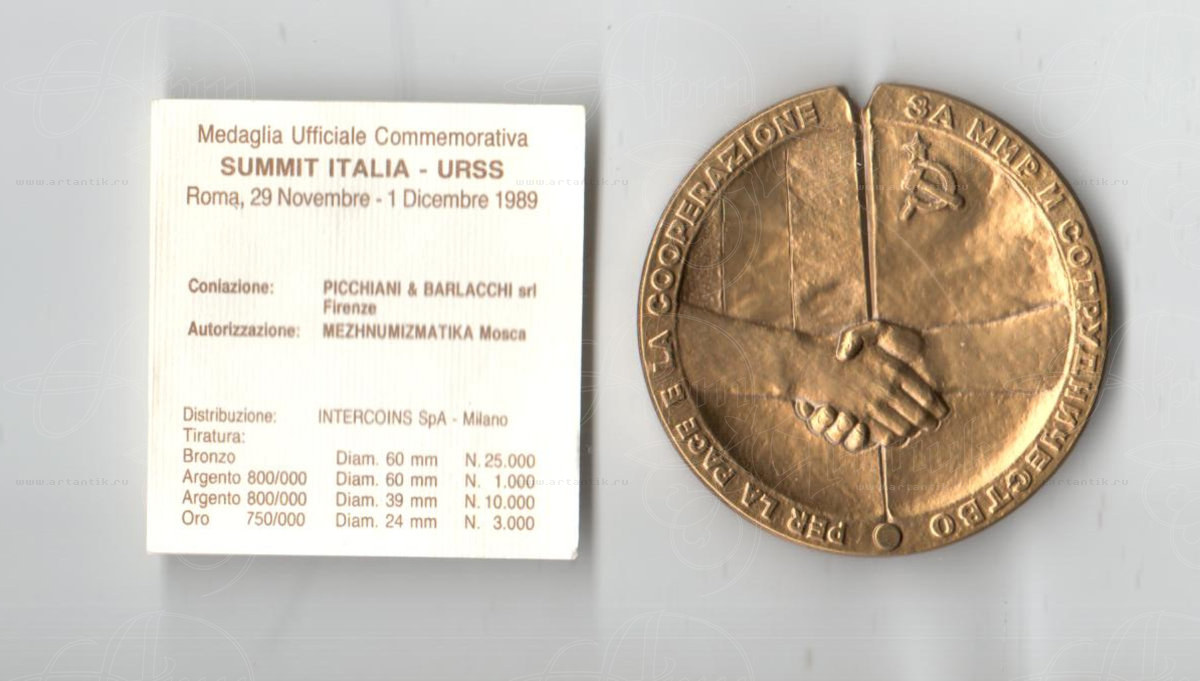 Medaglia Ufficiale Commemorativa
SUMMIT ITALIA - URSS
Roma, 29 Novembre - 1 Dicembre 1989
Coniazione: PICCHIANI & BARLACCHI srl
Firenze
Autorizzazione: MEZHNUMIZMATIKA Mosca
Distribuzione: INTERCOINS SpA - Milano
Tiratura:
Bronzo Diam. 60 mm N. 25.000
Argento 800/000 Diam. 60 mm N. 1.000
Argento 800/000 Diam. 39 mm N. 10.000
Oro 750/000 Diam. 24 mm N. 3.000
PER LA PACE E LA COOPERAZIONE
ЗА МИР И СОТРУДНИЧЕСТВО
www.artantik.ru